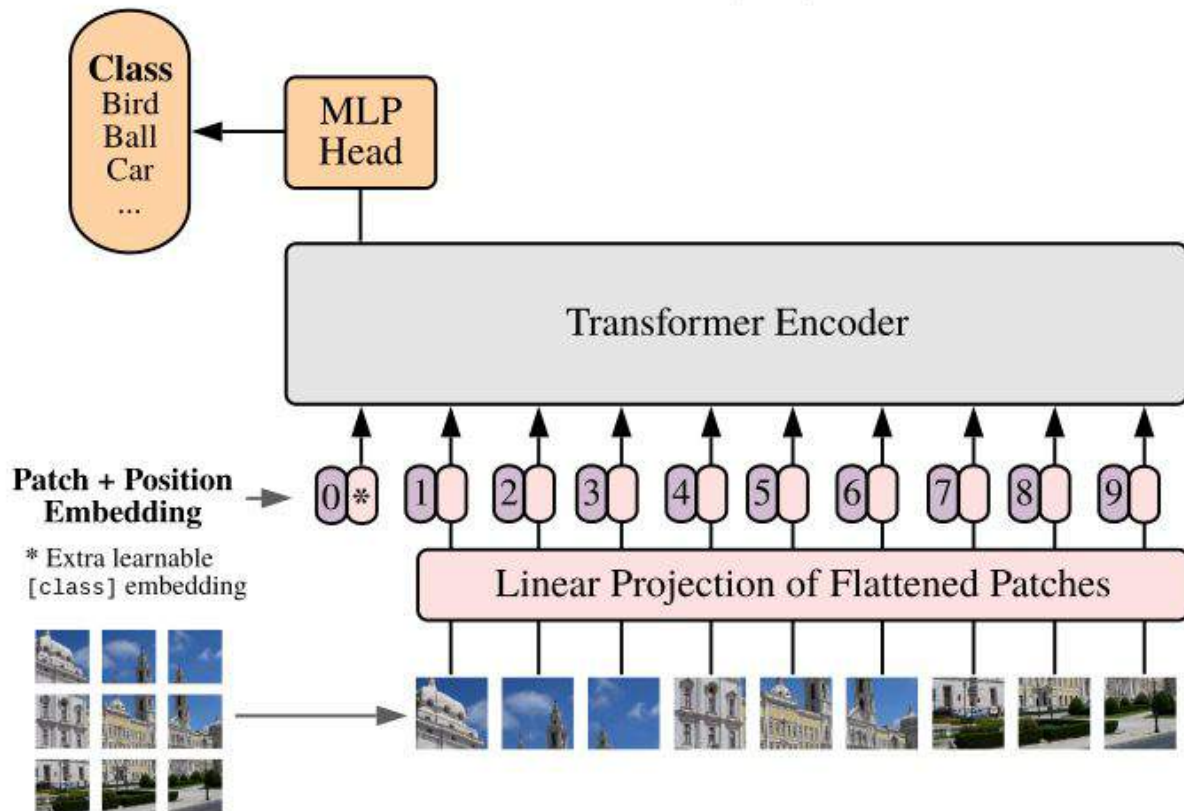 Class
Bird
Ball
Car
...
MLP
Head
Transformer Encoder
Patch + Position
Embedding
0 * 1 2 3 4 5 6 7 8 9
* Extra learnable
[class] embedding
Linear Projection of Flattened Patches